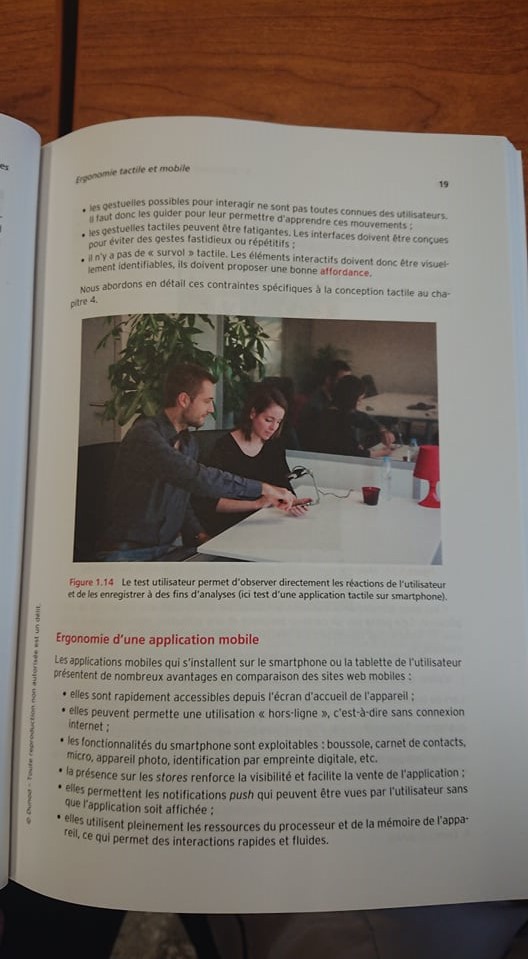 Ergonomie tactile et mobile
19
• les gestuelles possibles pour interagir ne sont pas toutes connues des utilisateurs.
Il faut donc les guider pour leur permettre d'apprendre ces mouvements ;
• les gestuelles tactiles peuvent être fatigantes. Les interfaces doivent être conçues
pour éviter des gestes fastidieux ou répétitifs ;
• il n'y a pas de « survol » tactile. Les éléments interactifs doivent donc être visuel-
lement identifiables, ils doivent proposer une bonne affordance.
Nous abordons en détail ces contraintes spécifiques à la conception tactile au cha-
pitre 4.
Figure 1.14 Le test utilisateur permet d'observer directement les réactions de l'utilisateur
et de les enregistrer à des fins d'analyses (ici test d'une application tactile sur smartphone).
Ergonomie d'une application mobile
Les applications mobiles qui s'installent sur le smartphone ou la tablette de l'utilisateur
présentent de nombreux avantages en comparaison des sites web mobiles :
• elles sont rapidement accessibles depuis l'écran d'accueil de l'appareil ;
• elles peuvent permette une utilisation « hors-ligne », c'est-à-dire sans connexion
internet ;
• les fonctionnalités du smartphone sont exploitables : boussole, carnet de contacts,
micro, appareil photo, identification par empreinte digitale, etc.
• la présence sur les stores renforce la visibilité et facilite la vente de l'application ;
• elles permettent les notifications push qui peuvent être vues par l'utilisateur sans
que l'application soit affichée ;
• elles utilisent pleinement les ressources du processeur et de la mémoire de l'appa-
reil, ce qui permet des interactions rapides et fluides.
© Dunod – Toute reproduction non autorisée est un délit.